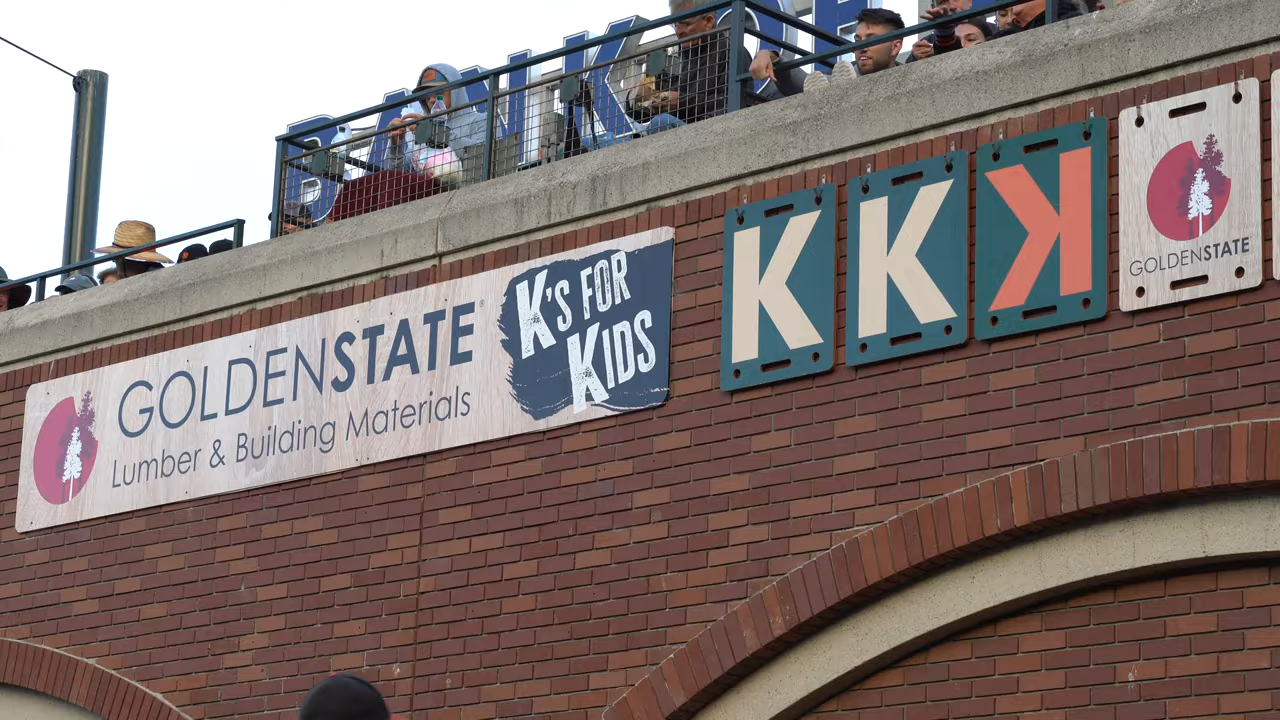 GOLDENSTATE®
Lumber & Building Materials
K's FOR
KIDS
K
K
ꓘ
GOLDENSTATE